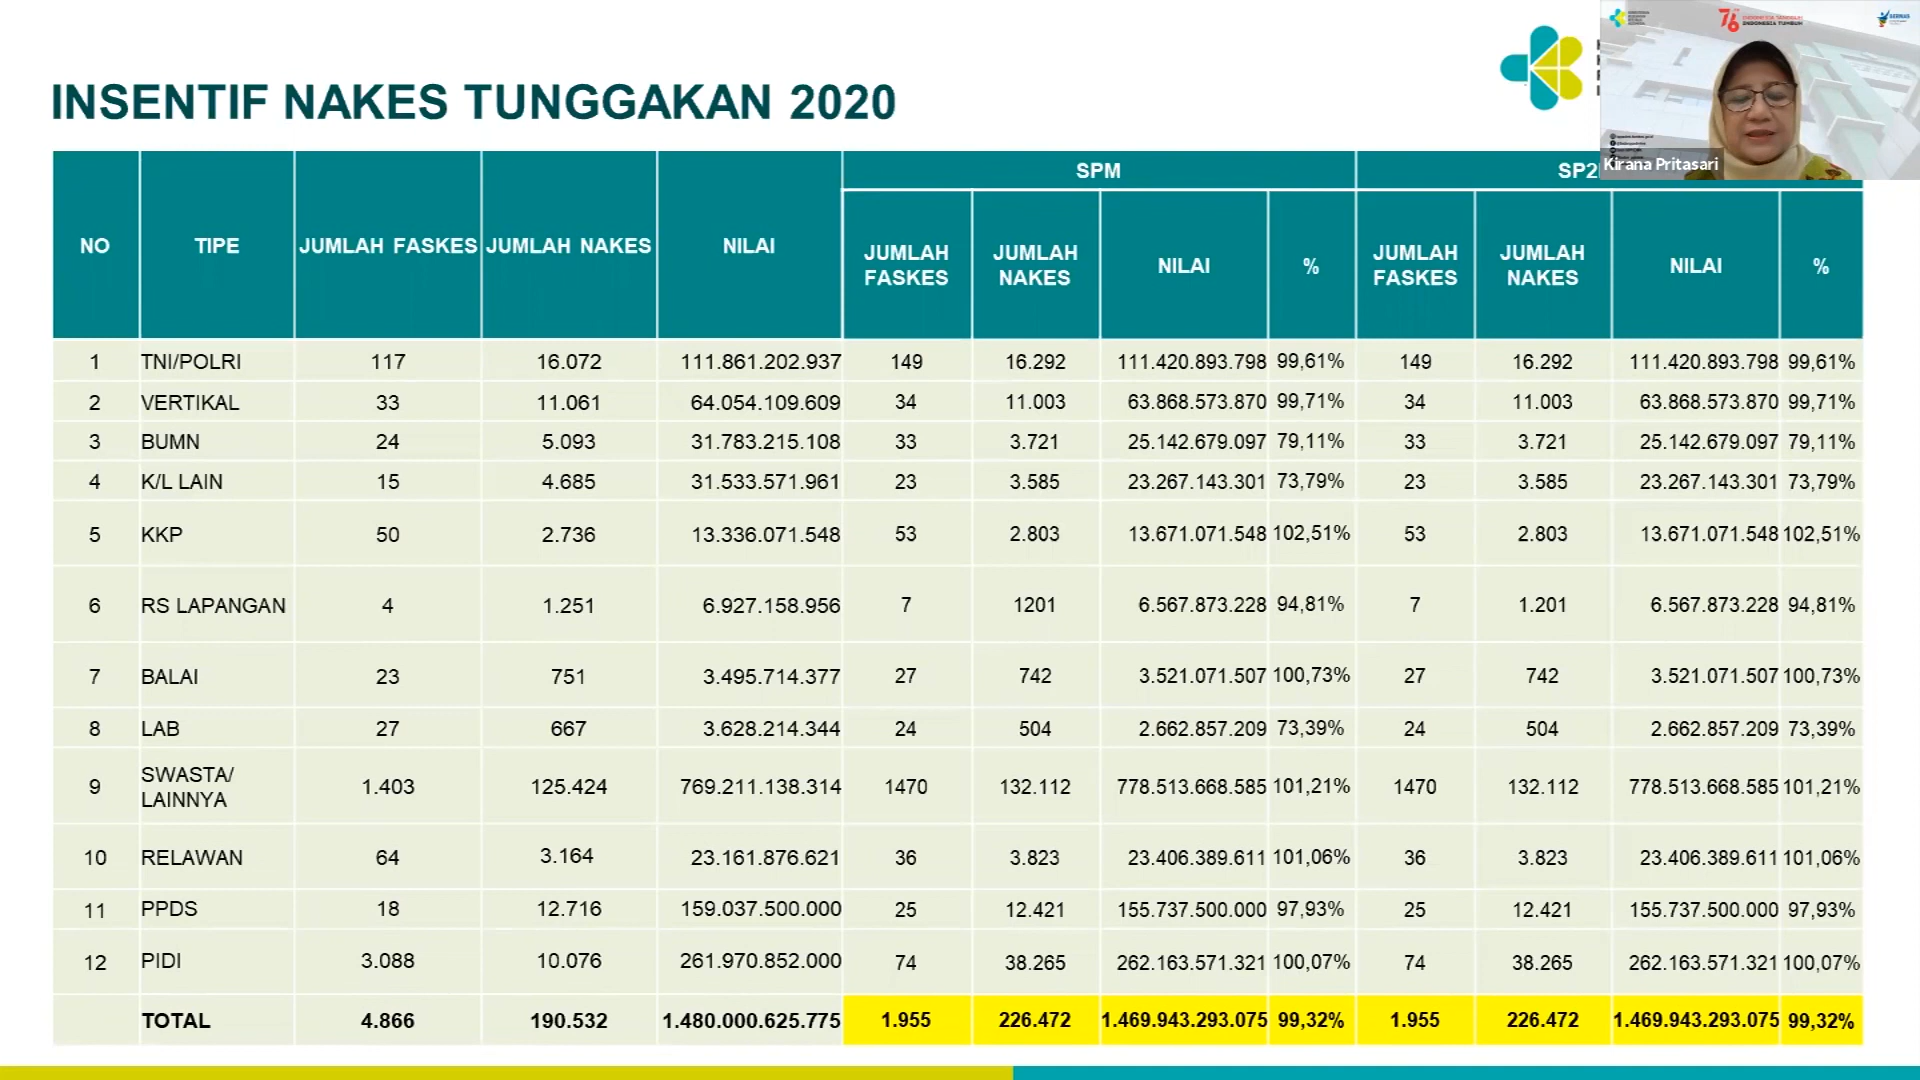 INSENTIF NAKES TUNGGAKAN 2020
76 INDONESIA TANGGUH
INDONESIA TUMBUH
GERMAS
Kirana Pritasari
SPM
SP2
NO TIPE JUMLAH FASKES JUMLAH NAKES NILAI JUMLAH FASKES JUMLAH NAKES NILAI % JUMLAH FASKES JUMLAH NAKES NILAI %
1 TNI/POLRI 117 16.072 111.861.202.937 149 16.292 111.420.893.798 99,61% 149 16.292 111.420.893.798 99,61%
2 VERTIKAL 33 11.061 64.054.109.609 34 11.003 63.868.573.870 99,71% 34 11.003 63.868.573.870 99,71%
3 BUMN 24 5.093 31.783.215.108 33 3.721 25.142.679.097 79,11% 33 3.721 25.142.679.097 79,11%
4 K/L LAIN 15 4.685 31.533.571.961 23 3.585 23.267.143.301 73,79% 23 3.585 23.267.143.301 73,79%
5 KKP 50 2.736 13.336.071.548 53 2.803 13.671.071.548 102,51% 53 2.803 13.671.071.548 102,51%
6 RS LAPANGAN 4 1.251 6.927.158.956 7 1201 6.567.873.228 94,81% 7 1.201 6.567.873.228 94,81%
7 BALAI 23 751 3.495.714.377 27 742 3.521.071.507 100,73% 27 742 3.521.071.507 100,73%
8 LAB 27 667 3.628.214.344 24 504 2.662.857.209 73,39% 24 504 2.662.857.209 73,39%
9 SWASTA/ LAINNYA 1.403 125.424 769.211.138.314 1470 132.112 778.513.668.585 101,21% 1470 132.112 778.513.668.585 101,21%
10 RELAWAN 64 3.164 23.161.876.621 36 3.823 23.406.389.611 101,06% 36 3.823 23.406.389.611 101,06%
11 PPDS 18 12.716 159.037.500.000 25 12.421 155.737.500.000 97,93% 25 12.421 155.737.500.000 97,93%
12 PIDI 3.088 10.076 261.970.852.000 74 38.265 262.163.571.321 100,07% 74 38.265 262.163.571.321 100,07%
TOTAL 4.866 190.532 1.480.000.625.775 1.955 226.472 1.469.943.293.075 99,32% 1.955 226.472 1.469.943.293.075 99,32%